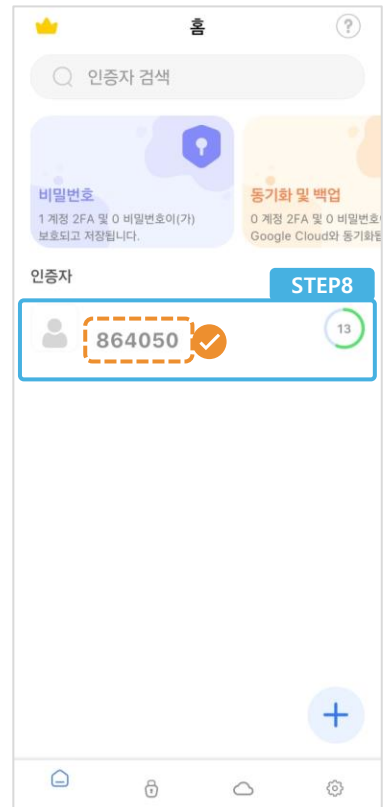 홈
?
인증자 검색
비밀번호
1 계정 2FA 및 0 비밀번호이(가)
보호되고 저장됩니다.
동기화 및 백업
0 계정 2FA 및 0 비밀번호
Google Cloud와 동기화
인증자
STEP8
864050
13